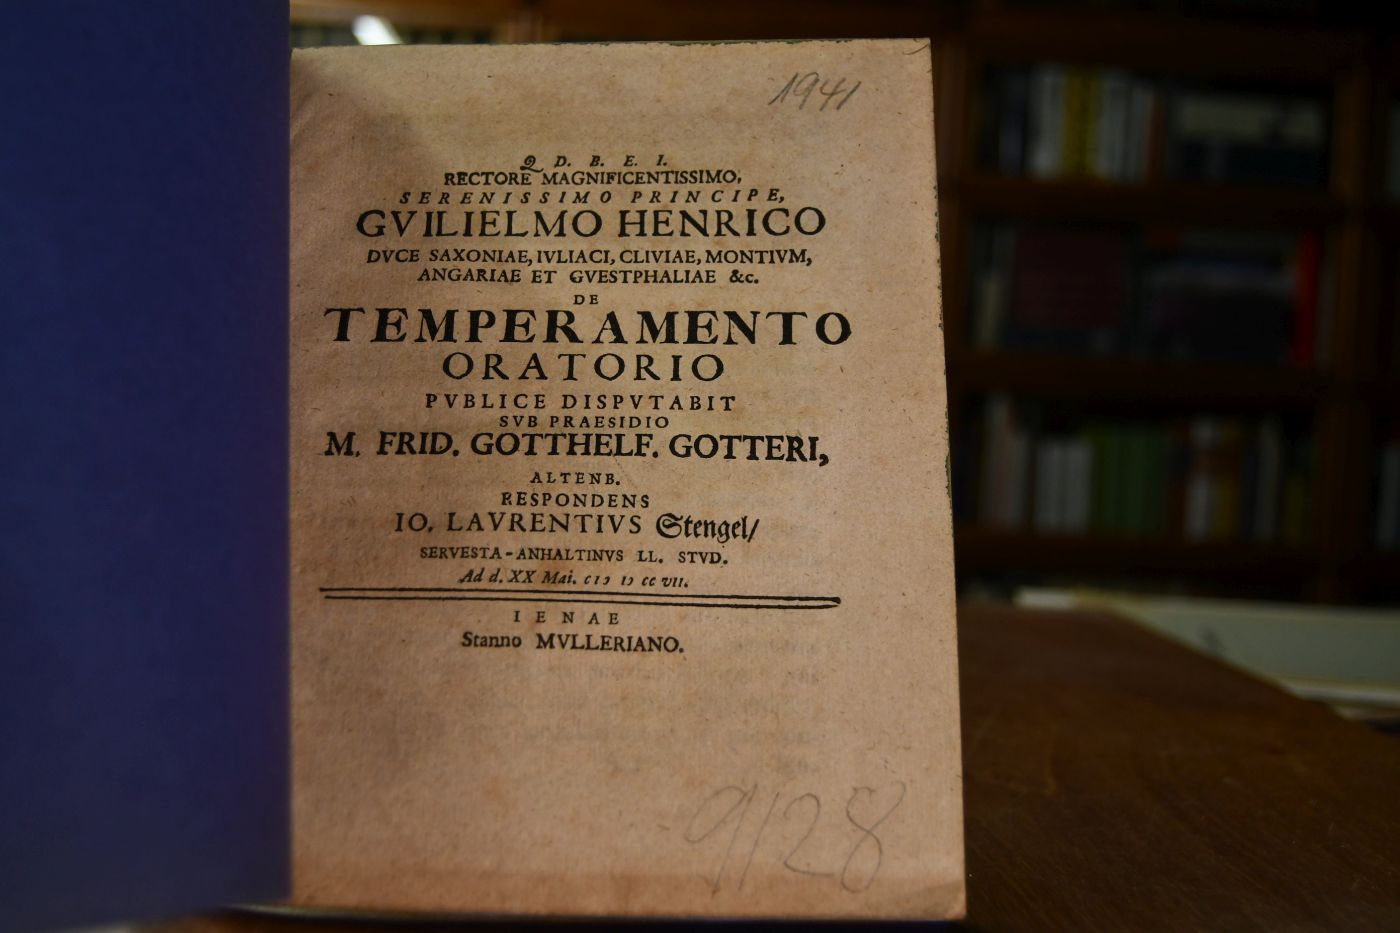 1941
Q. D. B. E. I.
RECTORE MAGNIFICENTISSIMO,
SERENISSIMO PRINCIPE,
GVILIELMO HENRICO
DVCE SAXONIAE, IVLIACI, CLIVIAE, MONTIVM,
ANGARIAE ET GVESTPHALIAE &c.
DE
TEMPERAMENTO
ORATORIO
PVBLICE DISPVTABIT
SVB PRAESIDIO
M. FRID. GOTTHELF. GOTTERI,
ALTENB.
RESPONDENS
IO. LAVRENTIVS Stengel/
SERVESTA-ANHALTINVS LL. STVD.
Ad d. XX Mai. cIɔ Iɔ cc VII.
IENAE
Stanno MVLLERIANO.
9128